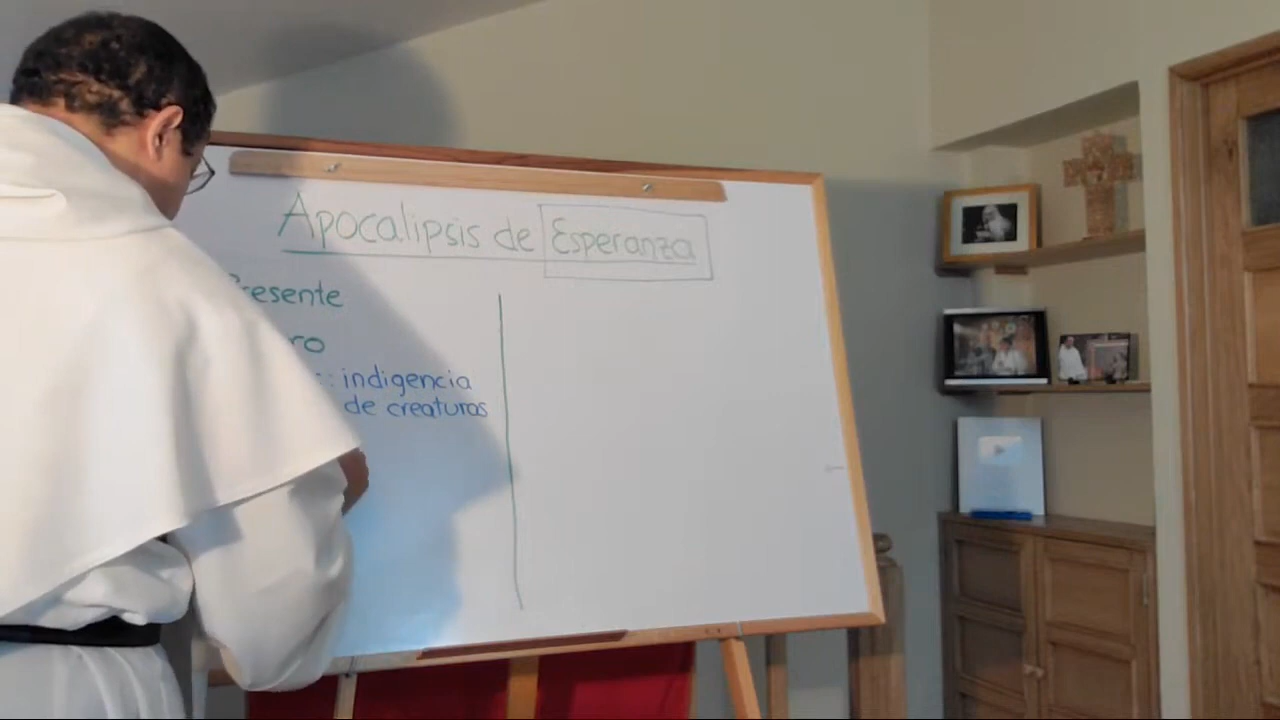 Apocalipsis de Esperanza
Presente
ro
: indigencia
de creaturas